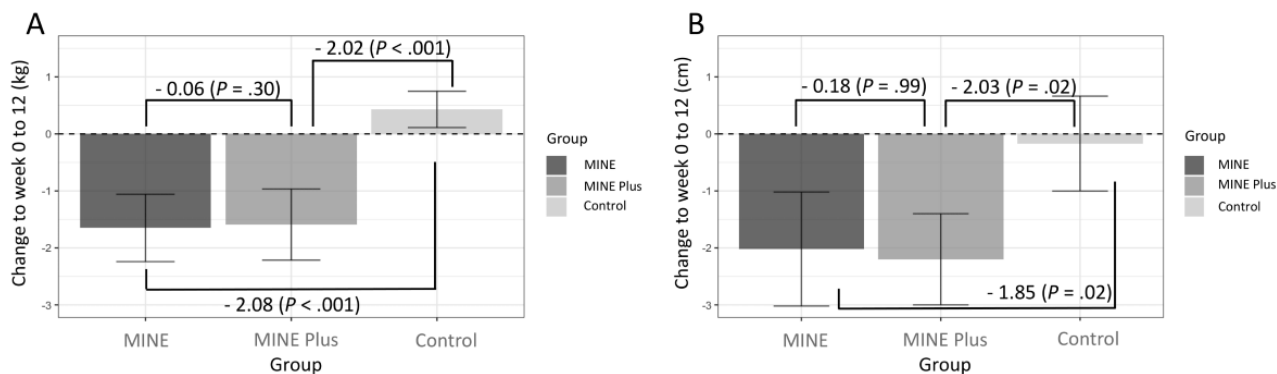 A
Change to week 0 to 12 (kg)
1
0
-1
-2
-3
- 0.06 (P = .30)
- 2.02 (P < .001)
- 2.08 (P < .001)
MINE
MINE Plus
Control
Group
Group
MINE
MINE Plus
Control
B
Change to week 0 to 12 (cm)
1
0
-1
-2
-3
- 0.18 (P = .99)
- 2.03 (P = .02)
- 1.85 (P = .02)
MINE
MINE Plus
Control
Group
Group
MINE
MINE Plus
Control